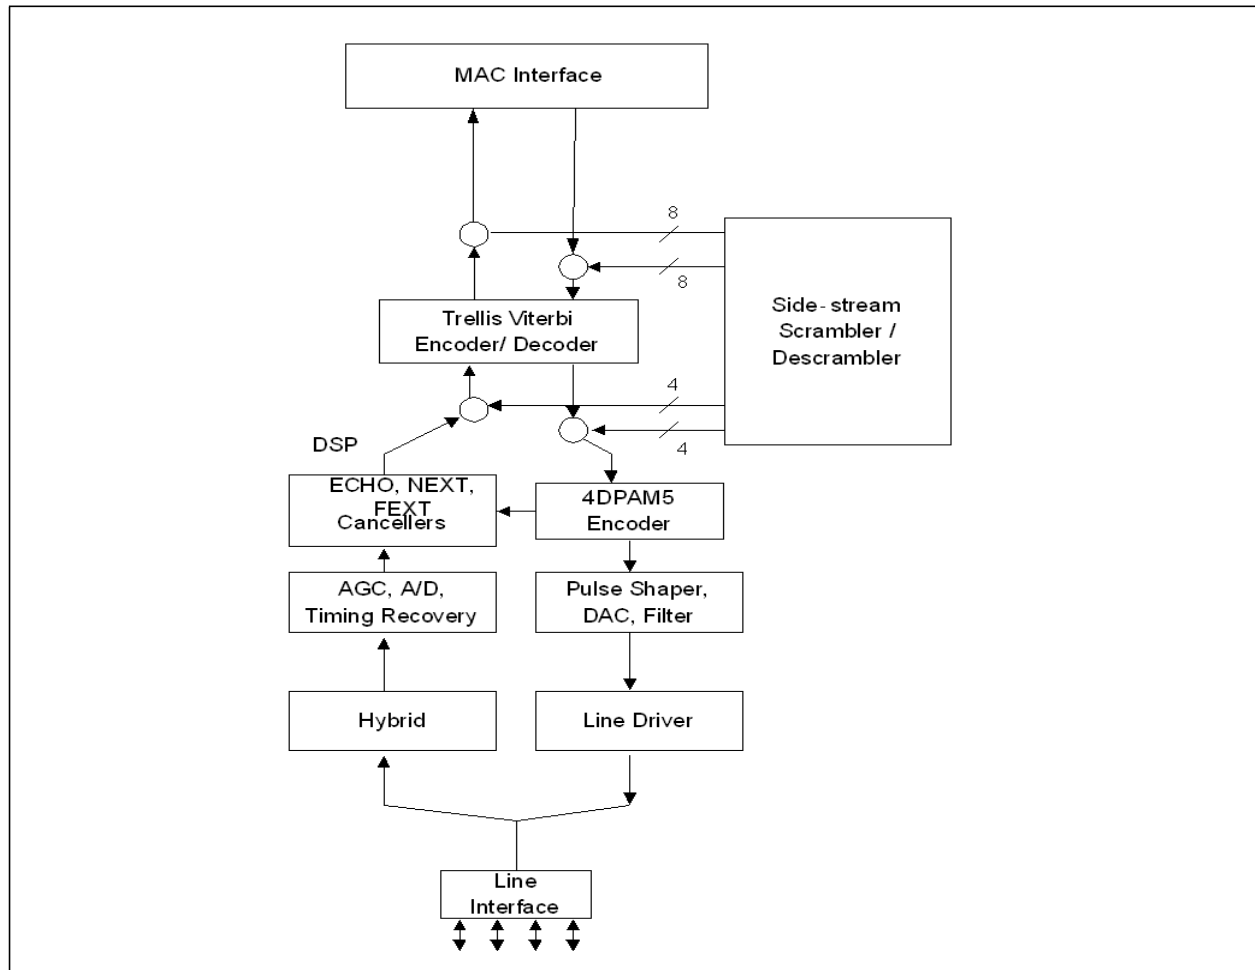 MAC Interface
8
8
Side- stream
Scrambler /
Descrambler
Trellis Viterbi
Encoder/ Decoder
4
4
DSP
ECHO, NEXT,
FEXT
Cancellers
4DPAM5
Encoder
AGC, A/D,
Timing Recovery
Pulse Shaper,
DAC, Filter
Hybrid
Line Driver
Line
Interface